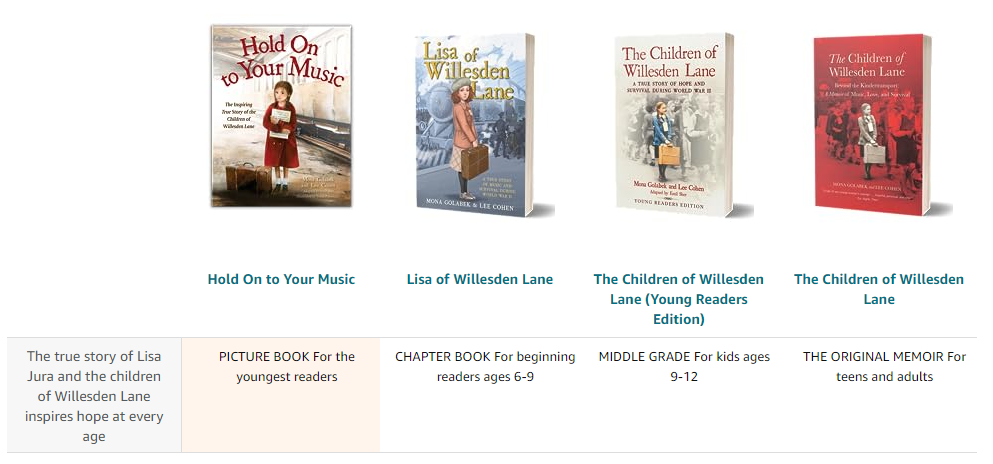 Hold On
to Your Music
The Inspiring
True Story of the
Children of
Willesden Lane
Mona Golabek
and Lee Cohen
Lisa of
Willesden
Lane
A TRUE STORY
OF MUSIC AND
SURVIVAL DURING
WORLD WAR II
MONA GOLABEK & LEE COHEN
The Children of
Willesden Lane
A TRUE STORY OF HOPE AND
SURVIVAL DURING WORLD WAR II
Mona Golabek and Lee Cohen
Adapted by Emil Sher
YOUNG READERS EDITION
The Children of
Willesden Lane
Beyond the Kindertransport:
A Memoir of Music, Love, and Survival
MONA GOLABEK AND LEE COHEN
Hold On to Your Music
Lisa of Willesden Lane
The Children of Willesden
Lane (Young Readers
Edition)
The Children of Willesden
Lane
The true story of Lisa
Jura and the children
of Willesden Lane
inspires hope at every
age
PICTURE BOOK For the
youngest readers
CHAPTER BOOK For beginning
readers ages 6-9
MIDDLE GRADE For kids ages
9-12
THE ORIGINAL MEMOIR For
teens and adults